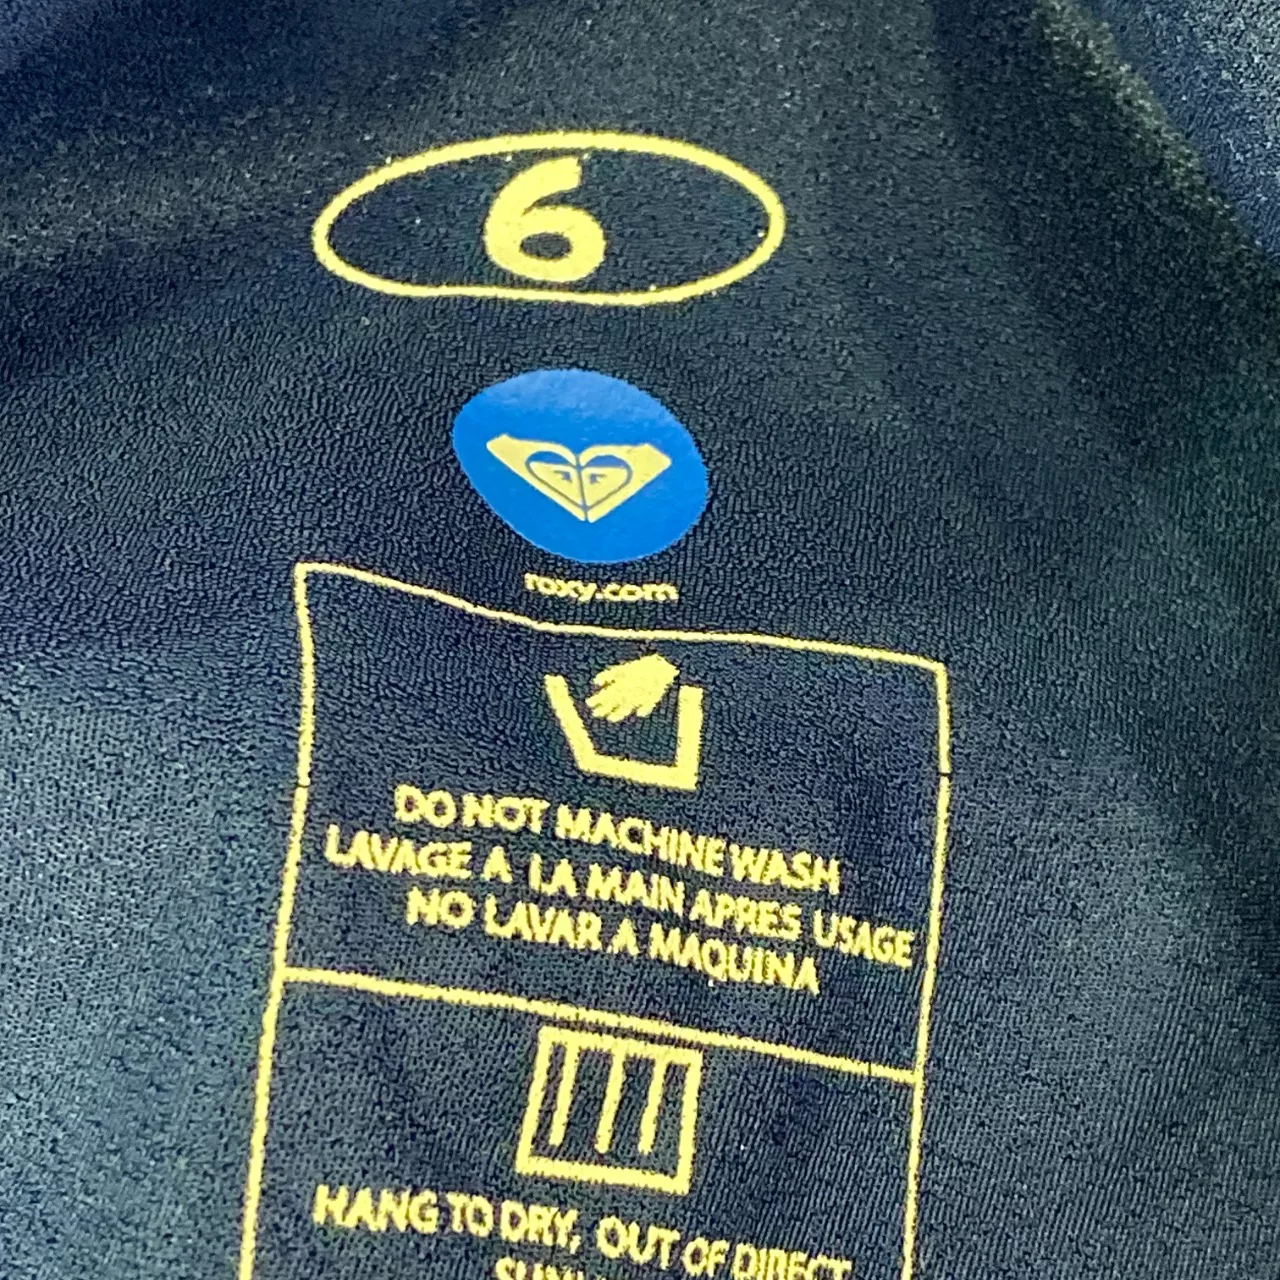 6
roxy.com
DO NOT MACHINE WASH
LAVAGE A LA MAIN APRES USAGE
NO LAVAR A MAQUINA
HANG TO DRY, OUT OF DIRECT